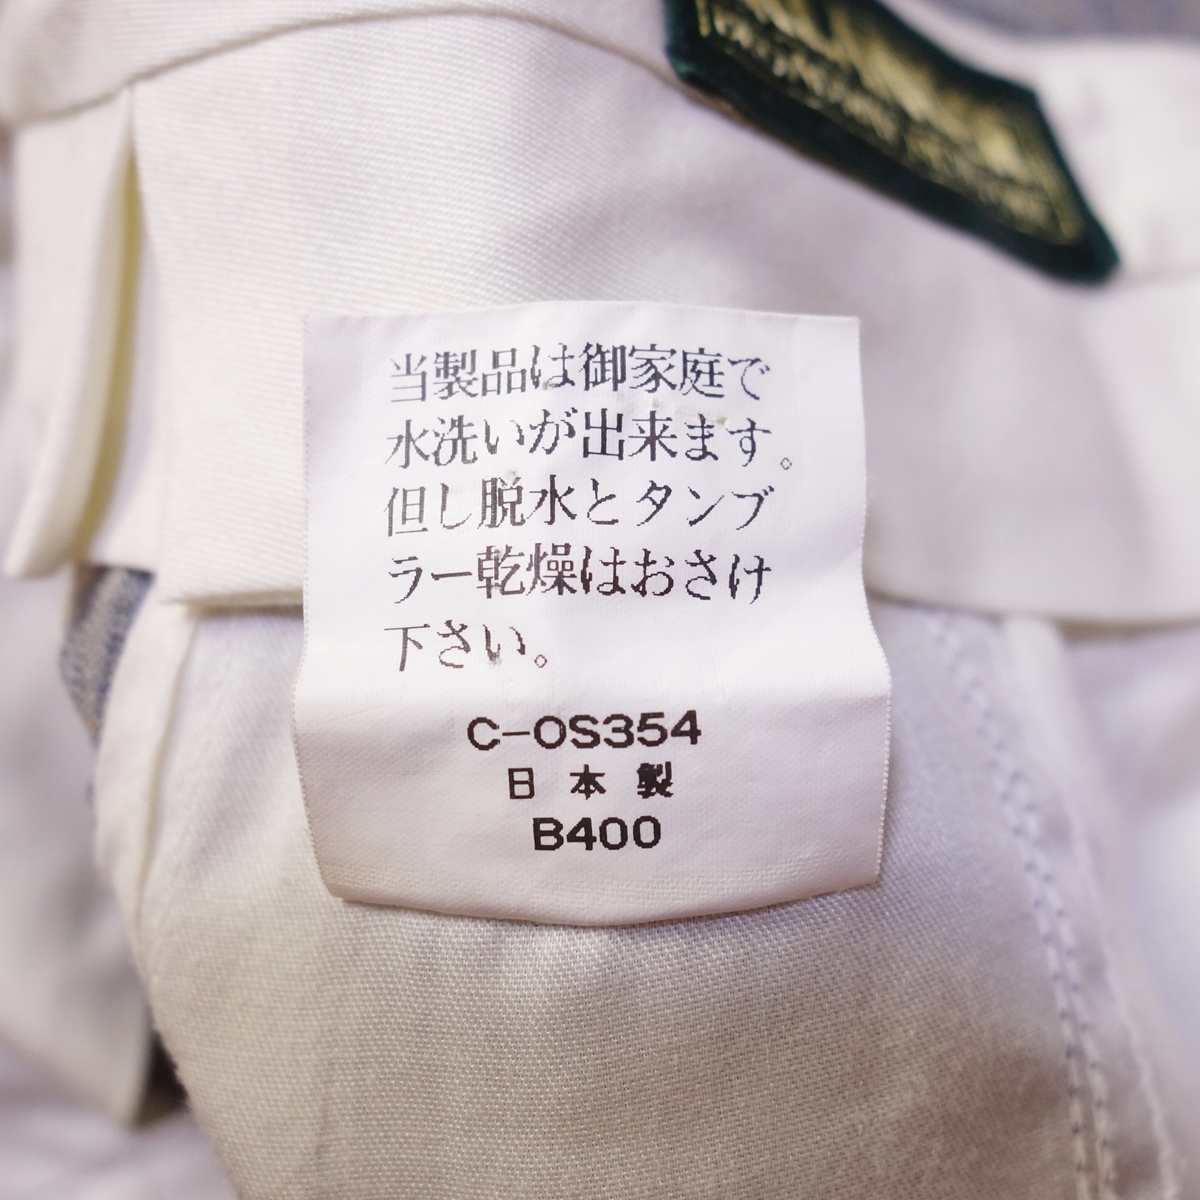 当製品は御家庭で
水洗いが出来ます。
但し脱水とタンブ
ラー乾燥はおさけ
下さい。
C-OS354
日本製
B400